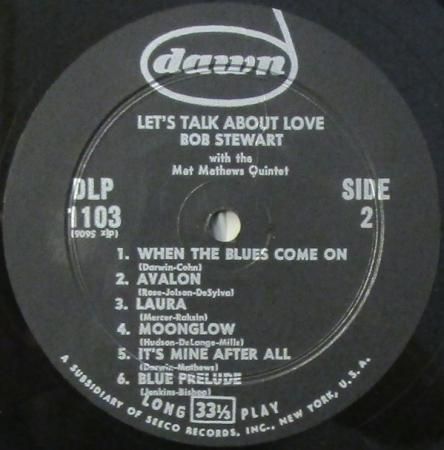 dawn
LET'S TALK ABOUT LOVE
BOB STEWART
with the
Mat Mathews Quintet
DLP
1103
(9095 zlp)
SIDE
2
1. WHEN THE BLUES COME ON
(Darwin-Cohn)
2. AVALON
(Rose-Jolson-DeSylva)
3. LAURA
(Mercer-Raksin)
4. MOONGLOW
(Hudson-DeLange-Mills)
5. IT'S MINE AFTER ALL
(Darwin-Mathews)
6. BLUE PRELUDE
(Jenkins-Bishop)
LONG 33⅓ PLAY
A SUBSIDIARY OF SEECO RECORDS, INC., NEW YORK, U.S.A.